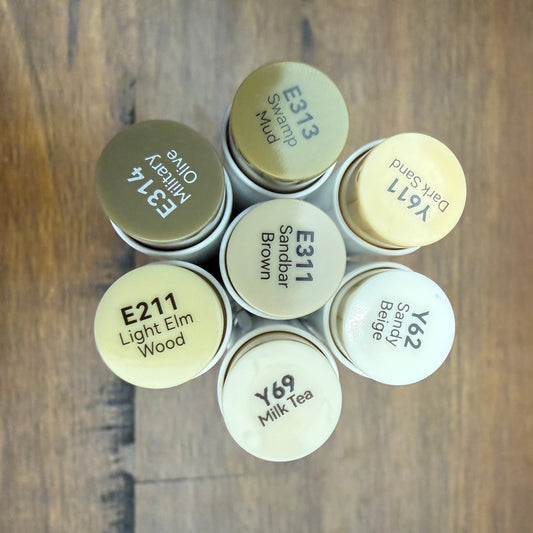 E313
Swamp
Mud
E314
Military
Olive
Y611
Dark Sand
E311
Sandbar
Brown
E211
Light Elm
Wood
Y62
Sandy
Beige
Y69
Milk Tea